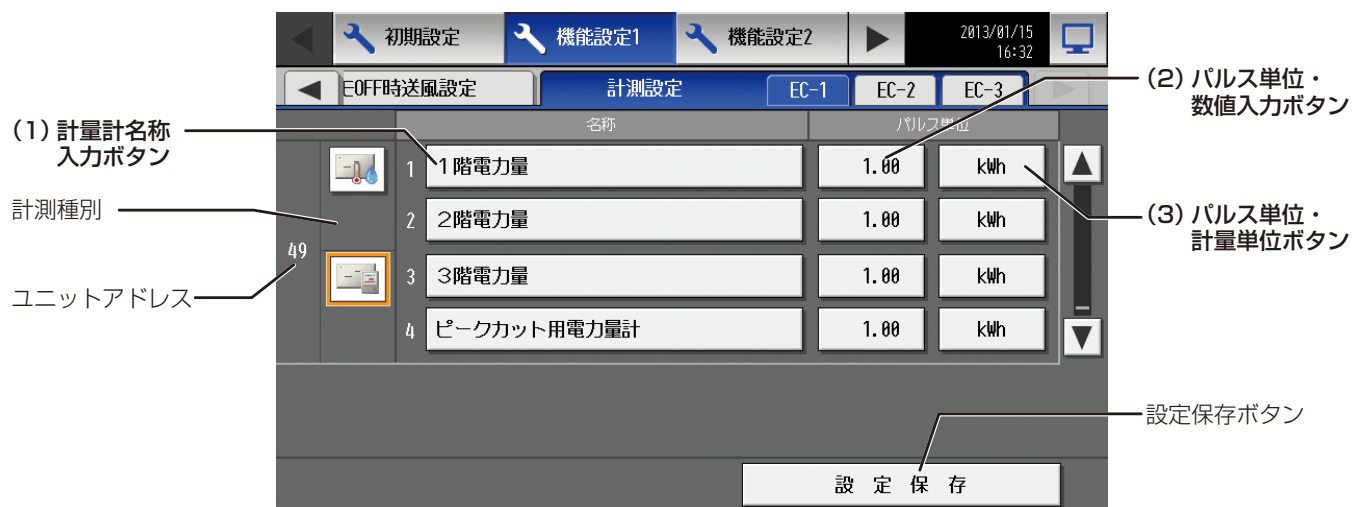 初期設定
機能設定1
機能設定2
2013/01/15
16:32
モOFF時送風設定
計測設定
EC-1
EC-2
EC-3
(1) 計量計名称
入力ボタン
計測種別
ユニットアドレス
名称
パルス単位
49
1
1階電力量
1.00
kWh
2
2階電力量
1.00
kWh
3
3階電力量
1.00
kWh
4
ピークカット用電力量計
1.00
kWh
設定保存
(2) パルス単位・
数値入力ボタン
(3) パルス単位・
計量単位ボタン
設定保存ボタン